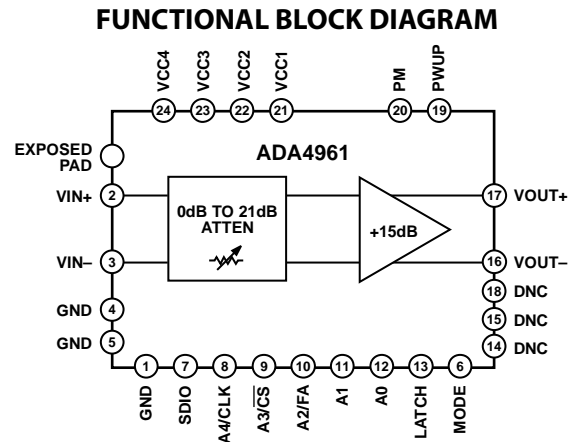 FUNCTIONAL BLOCK DIAGRAM
VCC4
VCC3
VCC2
VCC1
PM
PWUP
24
23
22
21
20
19
EXPOSED
PAD
ADA4961
VIN+
2
0dB TO 21dB
ATTEN
+15dB
17
VOUT+
VIN–
3
16
VOUT–
GND
4
18
DNC
15
DNC
GND
5
14
DNC
1
7
8
9
10
11
12
13
6
GND
SDIO
A4/CLK
A3/C̅S̅
A2/FA
A1
A0
LATCH
MODE